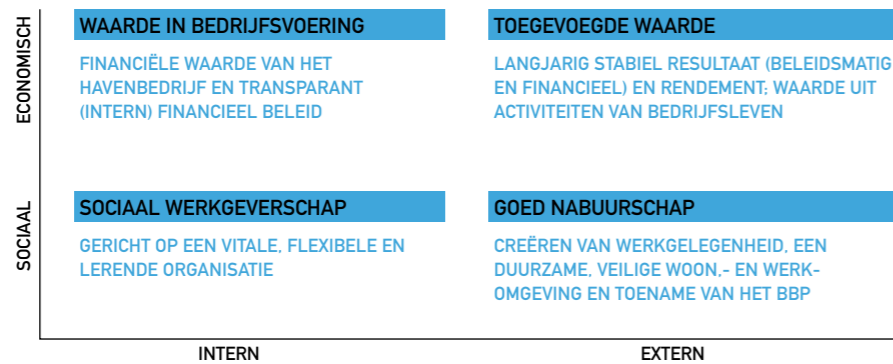 ECONOMISCH
WAARDE IN BEDRIJFSVOERING
FINANCIËLE WAARDE VAN HET
HAVENBEDRIJF EN TRANSPARANT
(INTERN) FINANCIEEL BELEID
TOEGEVOEGDE WAARDE
LANGJARIG STABIEL RESULTAAT (BELEIDSMATIG
EN FINANCIEEL) EN RENDEMENT; WAARDE UIT
ACTIVITEITEN VAN BEDRIJFSLEVEN
SOCIAAL
SOCIAAL WERKGEVERSCHAP
GERICHT OP EEN VITALE, FLEXIBELE EN
LERENDE ORGANISATIE
GOED NABUURSCHAP
CREËREN VAN WERKGELEGENHEID, EEN
DUURZAME, VEILIGE WOON,- EN WERK-
OMGEVING EN TOENAME VAN HET BBP
INTERN
EXTERN